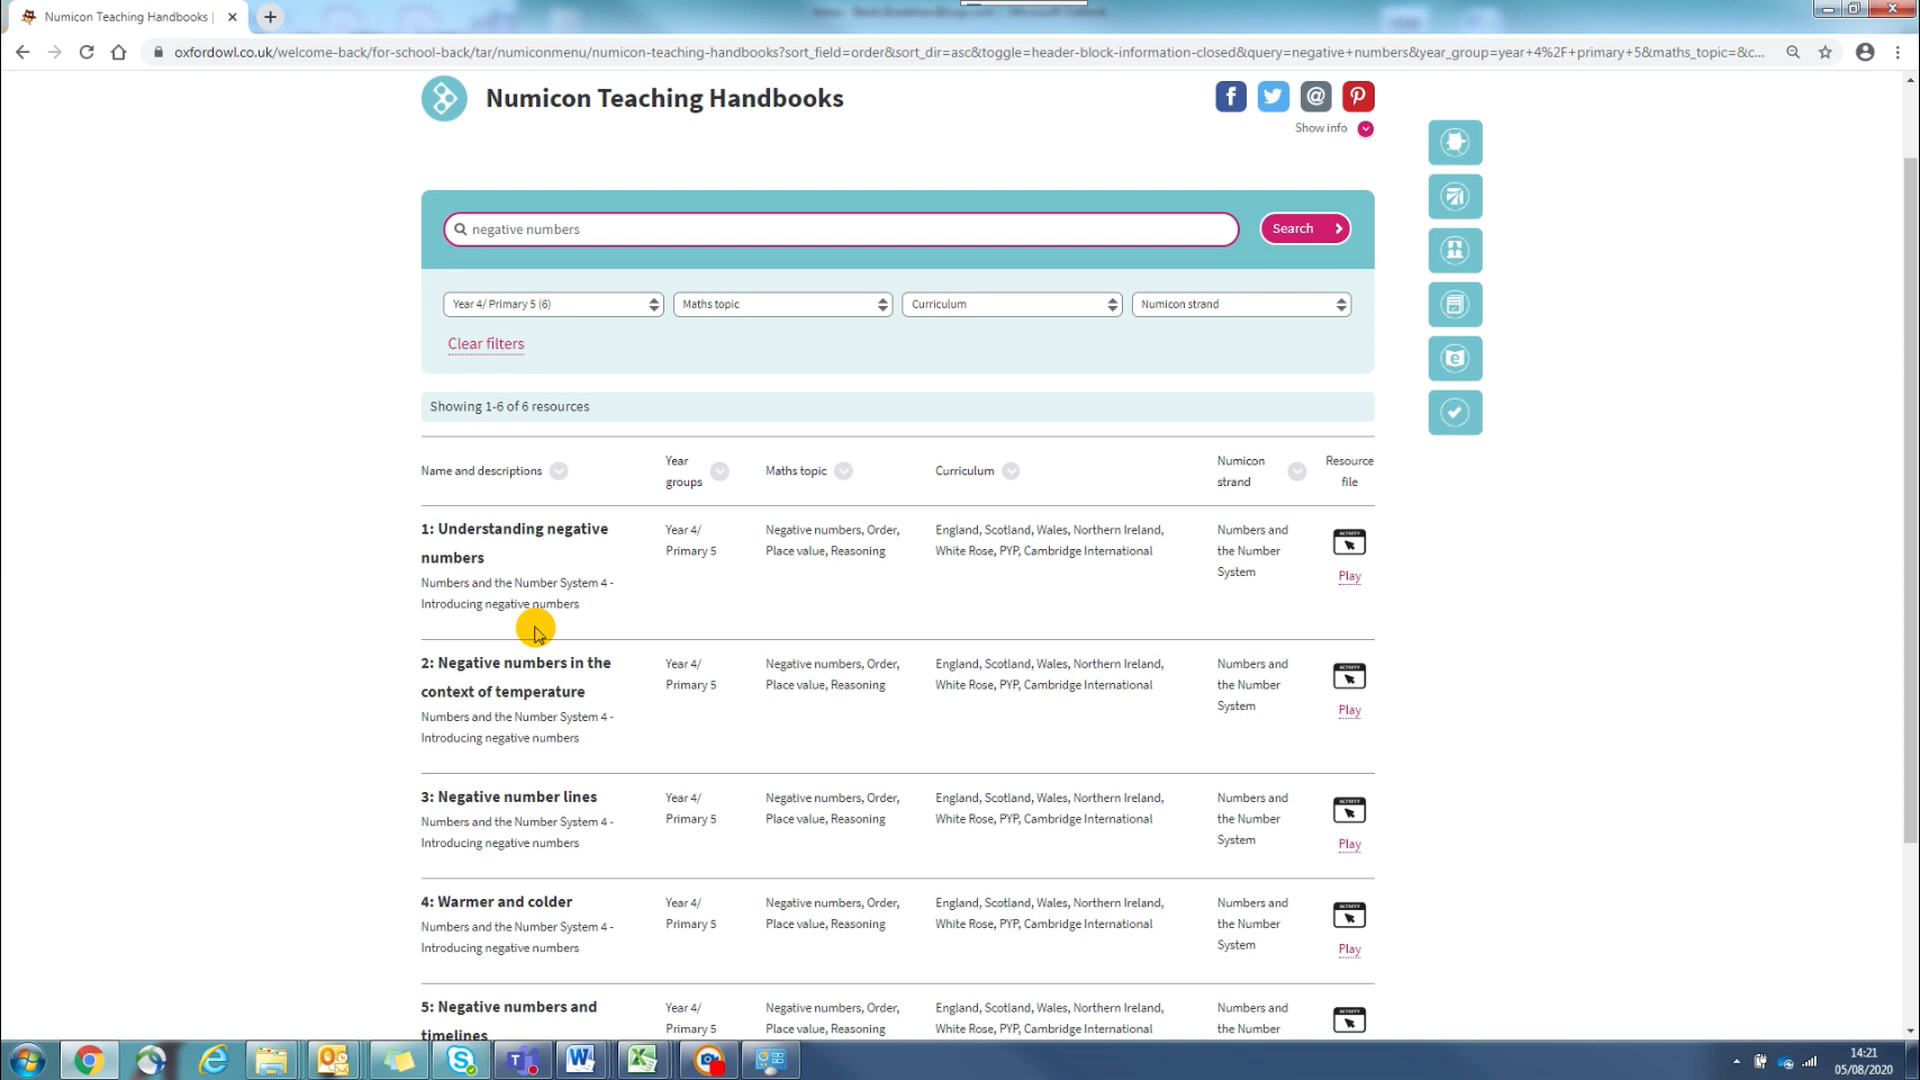 Numicon Teaching Handbooks |
oxfordowl.co.uk/welcome-back/for-school-back/tar/numiconmenu/numicon-teaching-handbooks?sort_field=order&sort_dir=asc&toggle=header-block-information-closed&query=negative+numbers&year_group=year+4%2F+primary+5&maths_topic=&c...
Numicon Teaching Handbooks
Show info
negative numbers
Search
Year 4/ Primary 5 (6) Maths topic Curriculum Numicon strand
Clear filters
Showing 1-6 of 6 resources
Name and descriptions Year groups Maths topic Curriculum Numicon strand Resource file
1: Understanding negative Year 4/ Negative numbers, Order, England, Scotland, Wales, Northern Ireland, Numbers and ACTIVITY
numbers Primary 5 Place value, Reasoning White Rose, PYP, Cambridge International the Number
Numbers and the Number System 4 - System Play
Introducing negative numbers
2: Negative numbers in the Year 4/ Negative numbers, Order, England, Scotland, Wales, Northern Ireland, Numbers and ACTIVITY
context of temperature Primary 5 Place value, Reasoning White Rose, PYP, Cambridge International the Number
Numbers and the Number System 4 - System Play
Introducing negative numbers
3: Negative number lines Year 4/ Negative numbers, Order, England, Scotland, Wales, Northern Ireland, Numbers and ACTIVITY
Numbers and the Number System 4 - Primary 5 Place value, Reasoning White Rose, PYP, Cambridge International the Number
Introducing negative numbers System Play
4: Warmer and colder Year 4/ Negative numbers, Order, England, Scotland, Wales, Northern Ireland, Numbers and ACTIVITY
Numbers and the Number System 4 - Primary 5 Place value, Reasoning White Rose, PYP, Cambridge International the Number
Introducing negative numbers System Play
5: Negative numbers and Year 4/ Negative numbers, Order, England, Scotland, Wales, Northern Ireland, Numbers and ACTIVITY
timelines Primary 5 Place value, Reasoning White Rose, PYP, Cambridge International the Number
14:21
05/08/2020